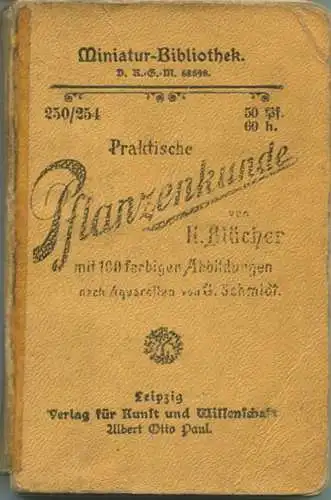 Miniatur-Bibliothek.
D. R.-G.-M. 68698.
250/254 50 Pf.
60 h.
Praktische
Pflanzenkunde
von
H. Blücher
mit 100 farbigen Abbildungen
nach Aquarellen von G. Schmidt.
Leipzig
Verlag für Kunst und Wissenschaft
Albert Otto Paul.